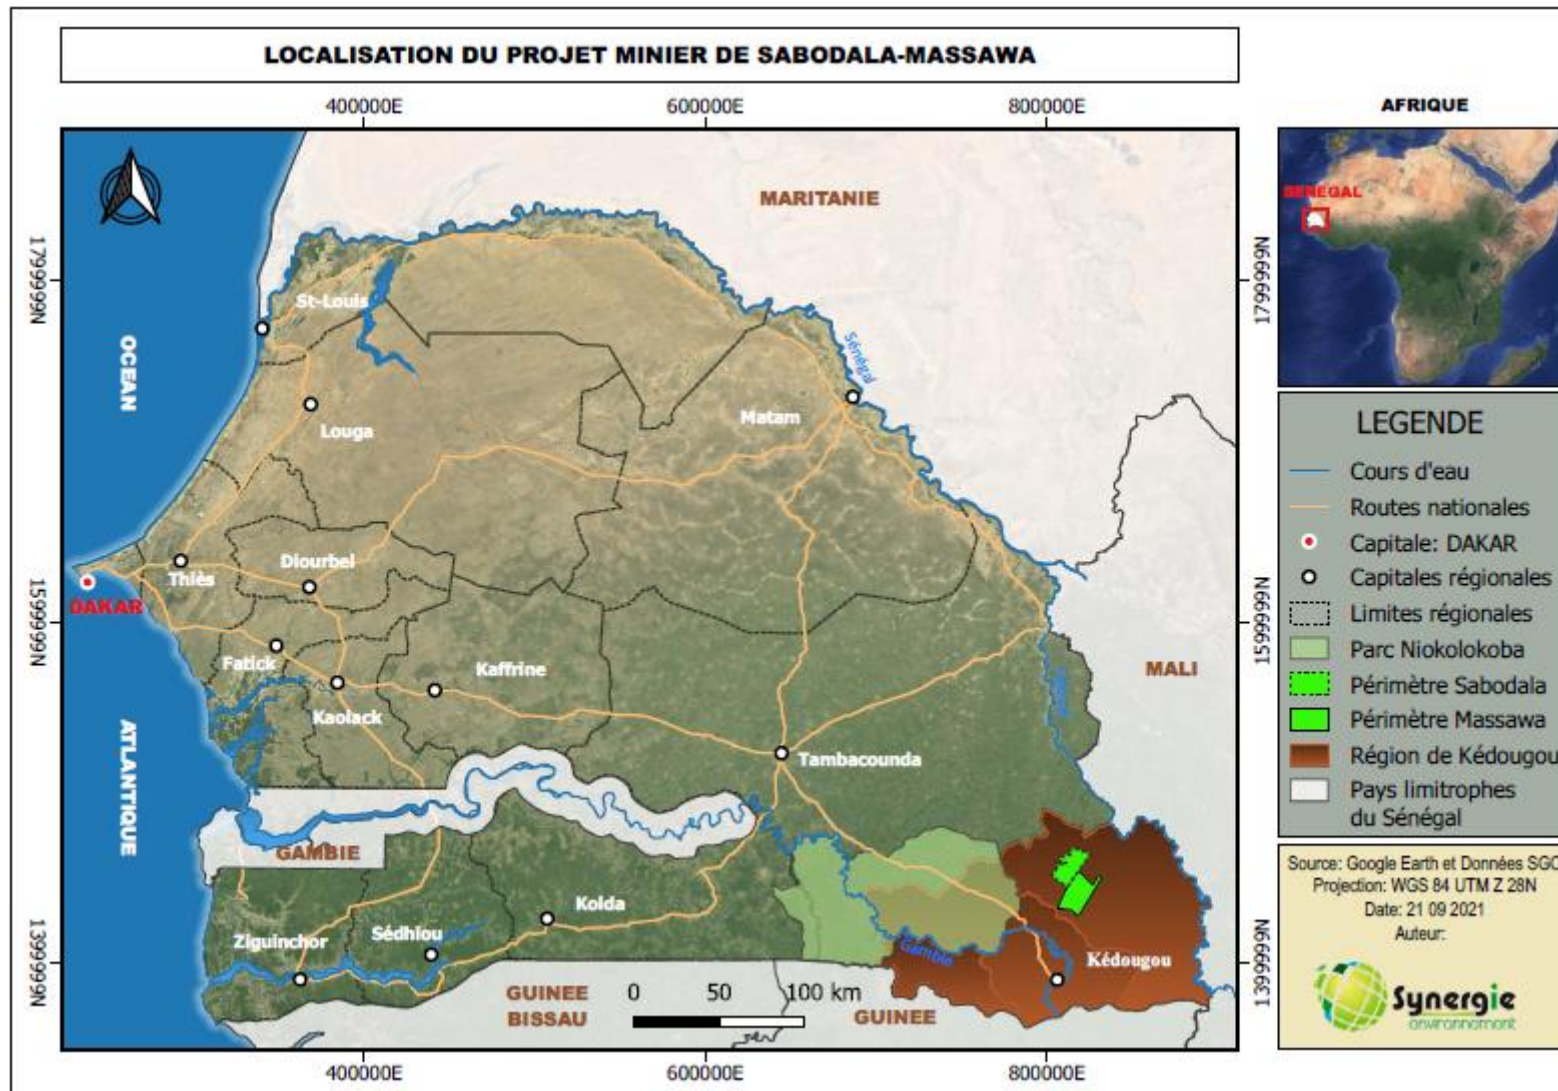 LOCALISATION DU PROJET MINIER DE SABODALA-MASSAWA
400000E
600000E
800000E
AFRIQUE
SENEGAL
MARITANIE
1799999N
1799999N
St-Louis
OCEAN
Sénégal
Louga
Matam
LEGENDE
Cours d'eau
Routes nationales
Capitale: DAKAR
Capitales régionales
Limites régionales
Parc Niokolokoba
Périmètre Sabodala
Périmètre Massawa
Région de Kédougou
Pays limitrophes
du Sénégal
Diourbel
Thiès
DAKAR
1599999N
1599999N
Fatick
Kaffrine
MALI
Kaolack
ATLANTIQUE
Tambacounda
GAMBIE
Kolda
Ziguinchor
Sédhiou
Gambie
Kédougou
1399999N
1399999N
GUINEE
BISSAU
0 50 100 km
GUINEE
400000E
600000E
800000E
Source: Google Earth et Données SGO
Projection: WGS 84 UTM Z 28N
Date: 21 09 2021
Auteur:
Synergie
environnement